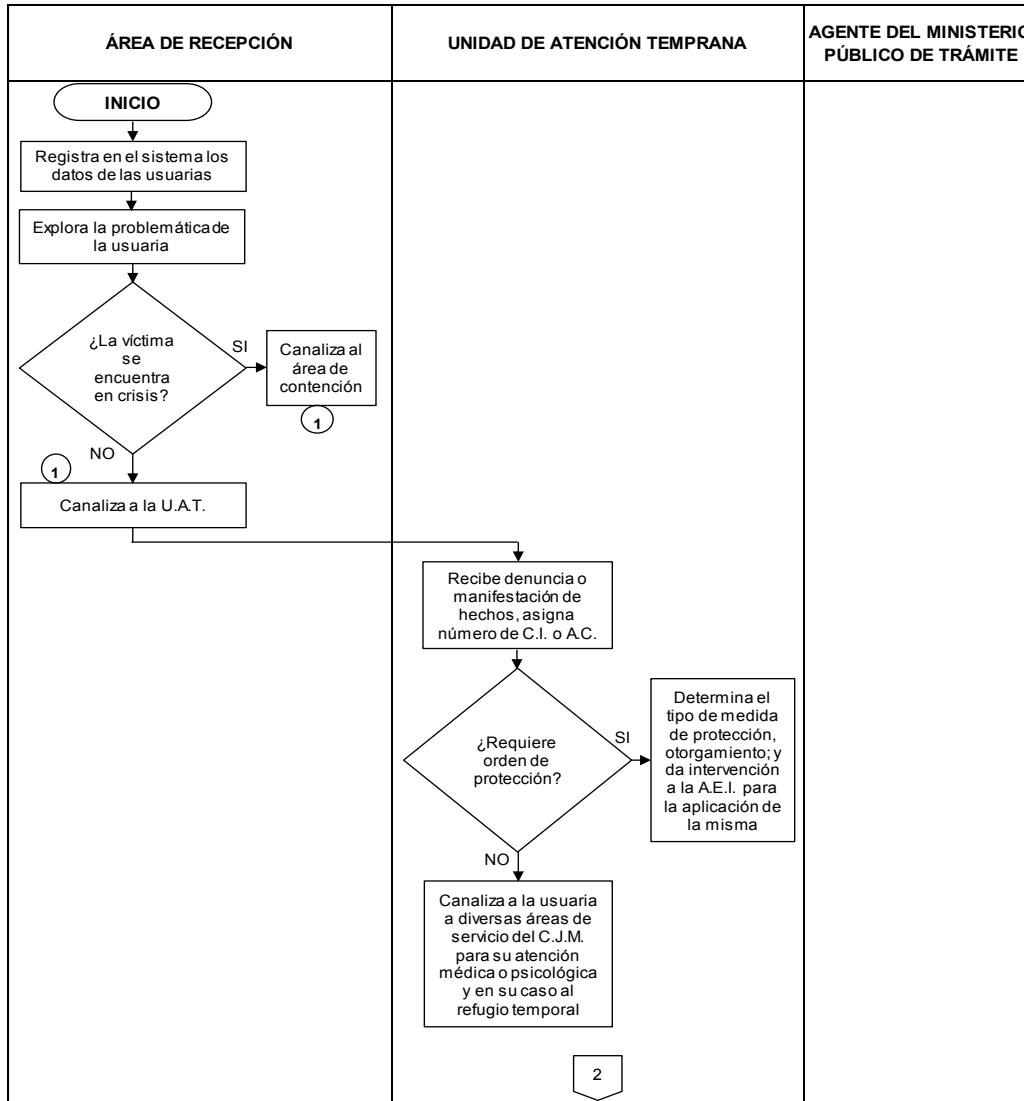 ÁREA DE RECEPCIÓN
UNIDAD DE ATENCIÓN TEMPRANA
AGENTE DEL MINISTERIO
PÚBLICO DE TRÁMITE
INICIO
Registra en el sistema los
datos de las usuarias
Explora la problemática de
la usuaria
¿La víctima
se
encuentra
en crisis?
SI
Canaliza al
área de
contención
1
NO
1
Canaliza a la U.A.T.
Recibe denuncia o
manifestación de
hechos, asigna
número de C.I. o A.C.
¿Requiere
orden de
protección?
SI
Determina el
tipo de medida
de protección,
otorgamiento; y
da intervención
a la A.E.I. para
la aplicación de
la misma
NO
Canaliza a la usuaria
a diversas áreas de
servicio del C.J.M.
para su atención
médica o psicológica
y en su caso al
refugio temporal
2